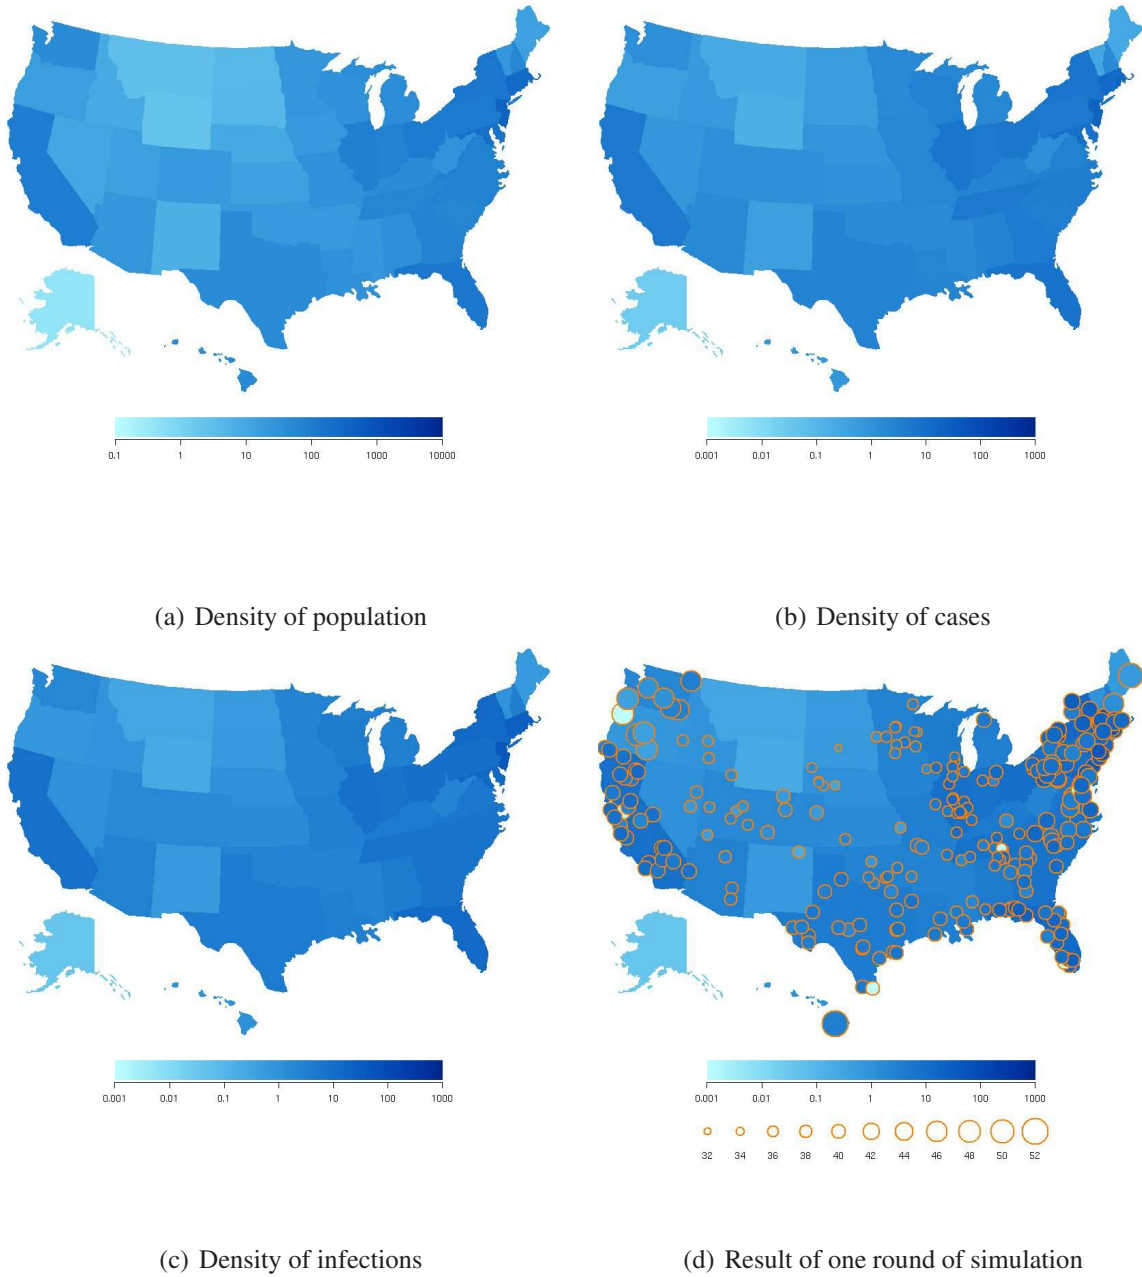 0.1 1 10 100 1000 10000
0.001 0.01 0.1 1 10 100 1000
(a) Density of population
(b) Density of cases
0.001 0.01 0.1 1 10 100 1000
0.001 0.01 0.1 1 10 100 1000
32 34 36 38 40 42 44 46 48 50 52
(c) Density of infections
(d) Result of one round of simulation